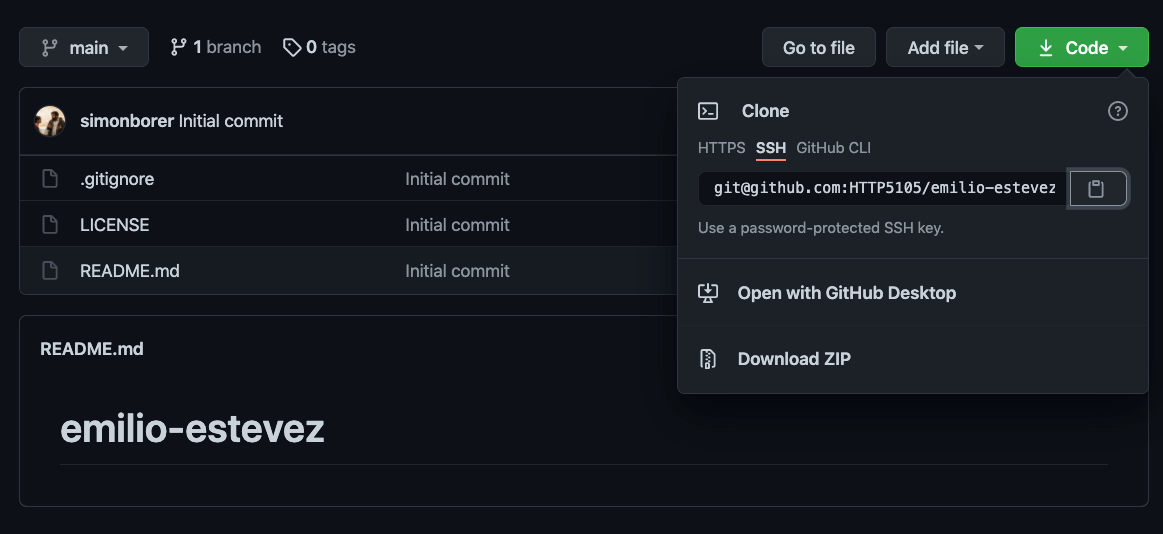 main 1 branch 0 tags Go to file Add file Code
simonborer Initial commit
.gitignore Initial commit
LICENSE Initial commit
README.md Initial commit
Clone
HTTPS SSH GitHub CLI
git@github.com:HTTP5105/emilio-estevez
Use a password-protected SSH key.
Open with GitHub Desktop
Download ZIP
README.md
emilio-estevez